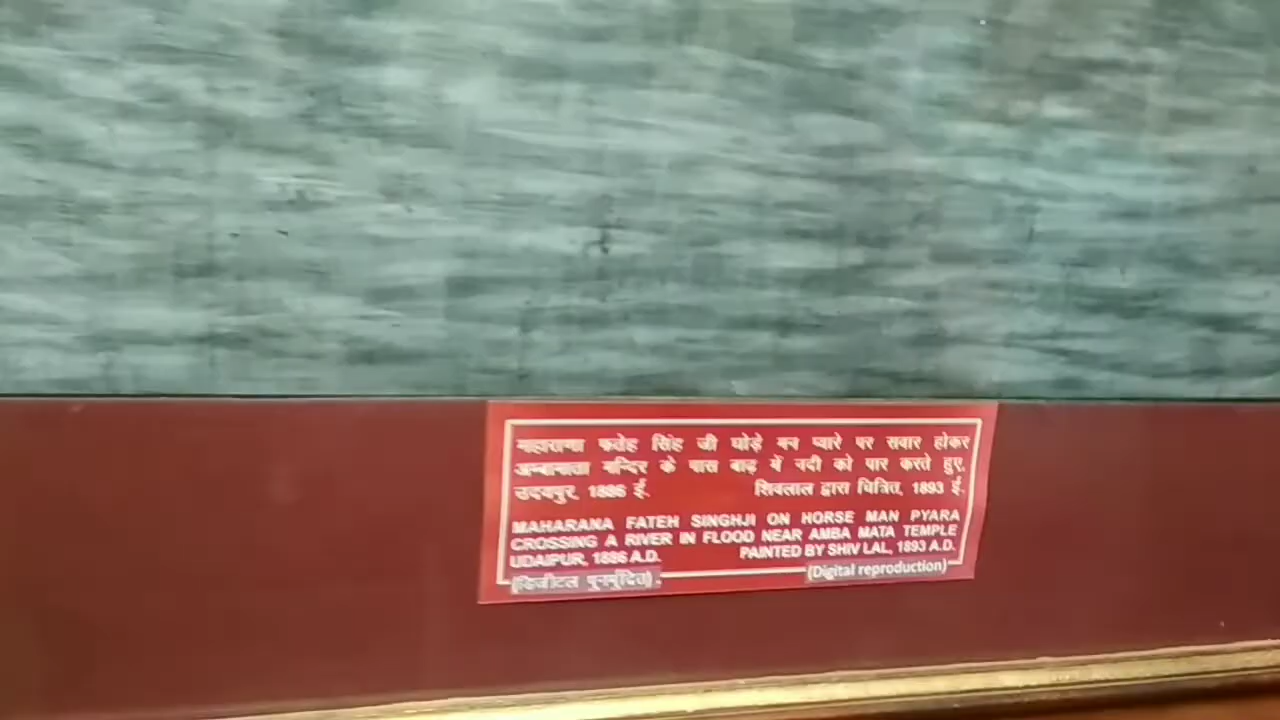 महाराणा फतेह सिंह जी घोड़े मन प्यारे पर सवार होकर
अम्बामाता मन्दिर के पास बाढ़ में नदी को पार करते हुए,
उदयपुर, 1886 ई. शिवलाल द्वारा चित्रित, 1893 ई.
MAHARANA FATEH SINGHJI ON HORSE MAN PYARA
CROSSING A RIVER IN FLOOD NEAR AMBA MATA TEMPLE
UDAIPUR, 1886 A.D. PAINTED BY SHIV LAL, 1893 A.D.
(डिजीटल पुनर्मुदित) (Digital reproduction)